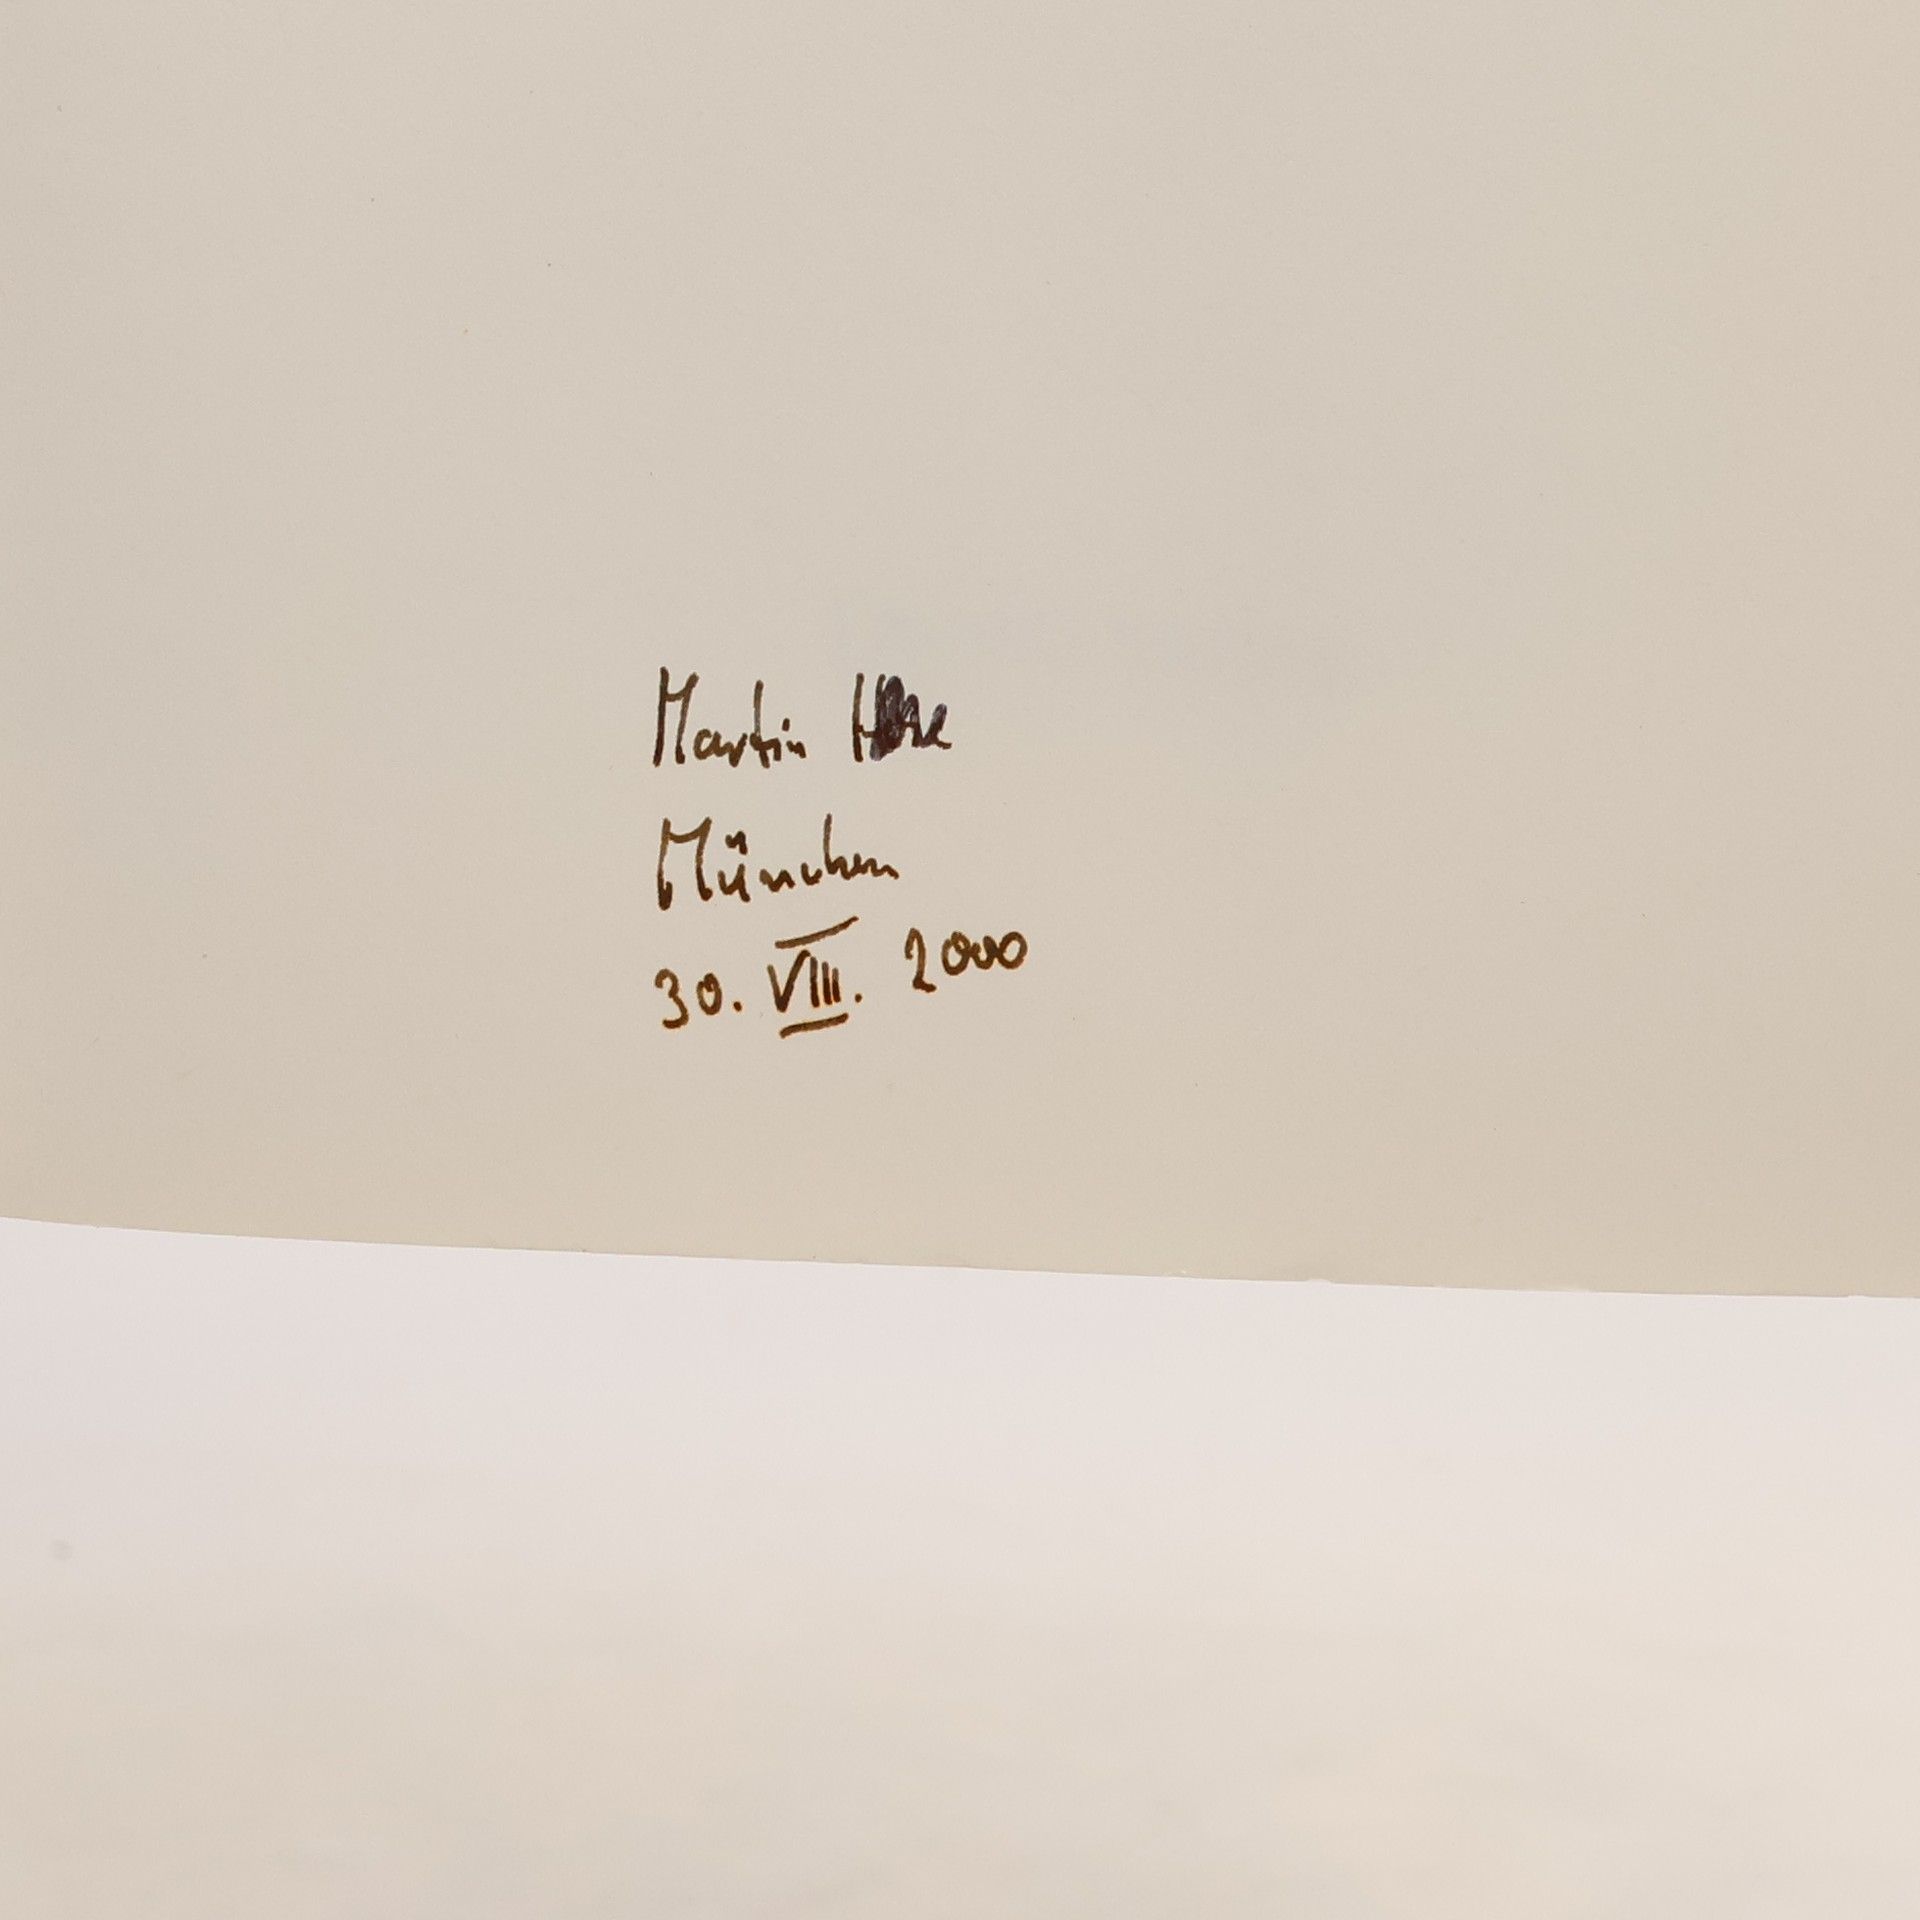 Martin
München
30. VIII. 2000